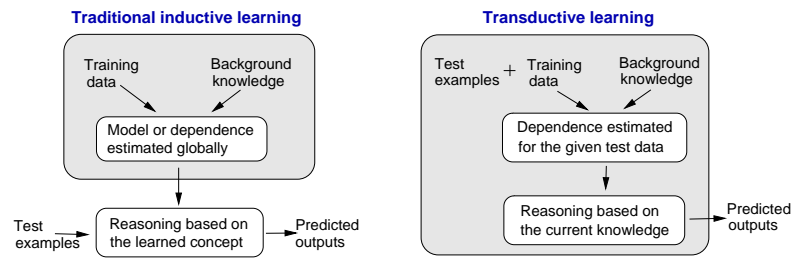 Traditional inductive learning
Training
data
Background
knowledge
Model or dependence
estimated globally
Test
examples
Reasoning based on
the learned concept
Predicted
outputs
Transductive learning
Test
examples
+
Training
data
Background
knowledge
Dependence estimated
for the given test data
Reasoning based on
the current knowledge
Predicted
outputs